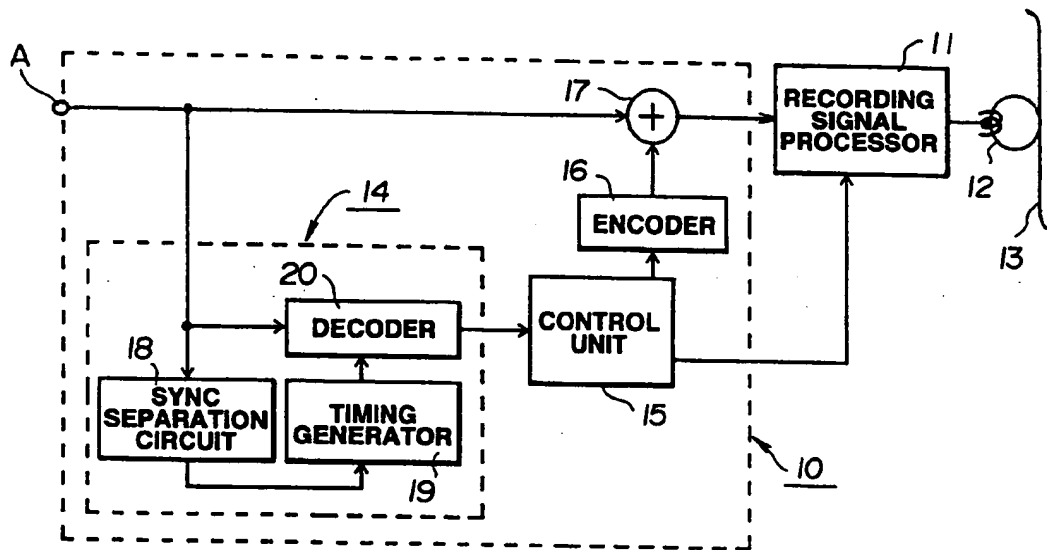 A
17
+
11
RECORDING
SIGNAL
PROCESSOR
12
13
14
16
ENCODER
20
DECODER
CONTROL
UNIT
15
18
SYNC
SEPARATION
CIRCUIT
TIMING
GENERATOR
19
10